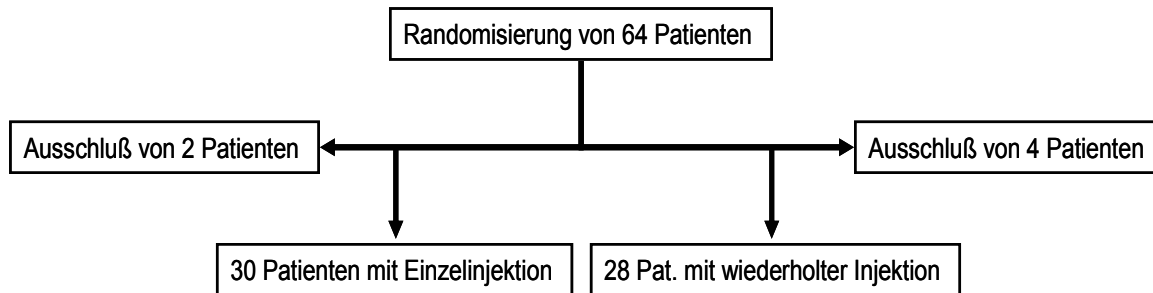 Randomisierung von 64 Patienten
Ausschluß von 2 Patienten
Ausschluß von 4 Patienten
30 Patienten mit Einzelinjektion
28 Pat. mit wiederholter Injektion